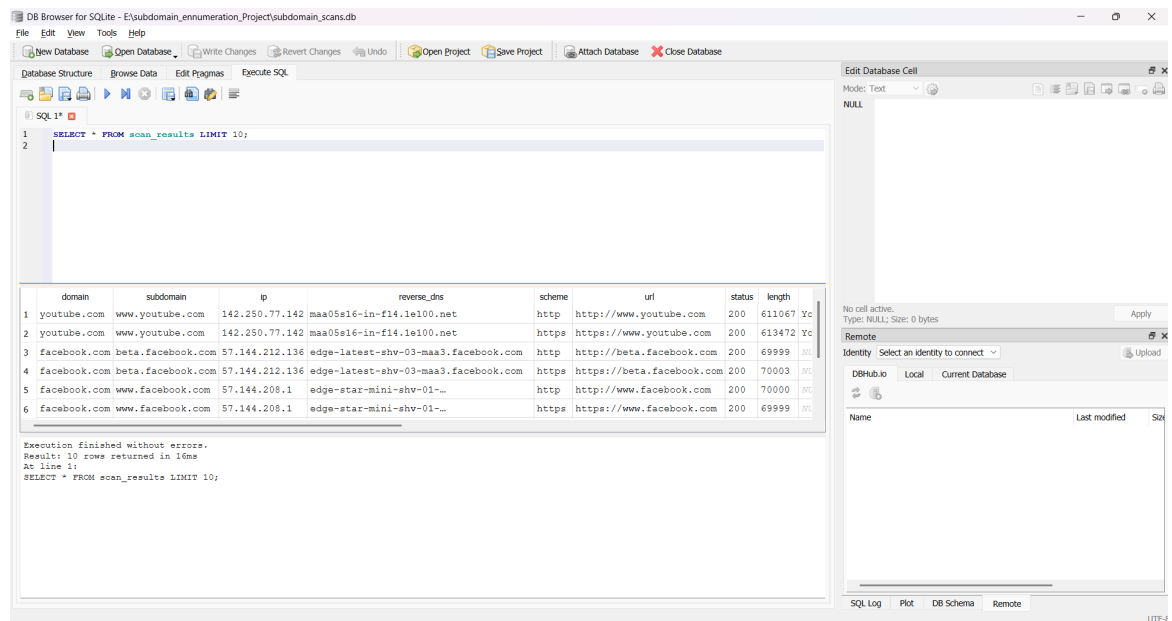 DB Browser for SQLite - E:\subdomain_ennumeration_Project\subdomain_scans.db
File Edit View Tools Help
New Database Open Database Write Changes Revert Changes Undo Open Project Save Project Attach Database Close Database
Database Structure Browse Data Edit Pragmas Execute SQL
SQL 1*
1 SELECT * FROM scan_results LIMIT 10;
2
domain subdomain ip reverse_dns scheme url status length
1 youtube.com www.youtube.com 142.250.77.142 maa05s16-in-f14.1e100.net http http://www.youtube.com 200 611067 Yo
2 youtube.com www.youtube.com 142.250.77.142 maa05s16-in-f14.1e100.net https https://www.youtube.com 200 613472 Yo
3 facebook.com beta.facebook.com 57.144.212.136 edge-latest-shv-03-maa3.facebook.com http http://beta.facebook.com 200 69999 NU
4 facebook.com beta.facebook.com 57.144.212.136 edge-latest-shv-03-maa3.facebook.com https https://beta.facebook.com 200 70003 NU
5 facebook.com www.facebook.com 57.144.208.1 edge-star-mini-shv-01-… http http://www.facebook.com 200 70000 NU
6 facebook.com www.facebook.com 57.144.208.1 edge-star-mini-shv-01-… https https://www.facebook.com 200 69999 NU
Execution finished without errors.
Result: 10 rows returned in 16ms
At line 1:
SELECT * FROM scan_results LIMIT 10;
Edit Database Cell
Mode: Text
NULL
No cell active.
Type: NULL; Size: 0 bytes
Apply
Remote
Identity Select an identity to connect Upload
DBHub.io Local Current Database
Name Last modified Size
SQL Log Plot DB Schema Remote
UTF-8